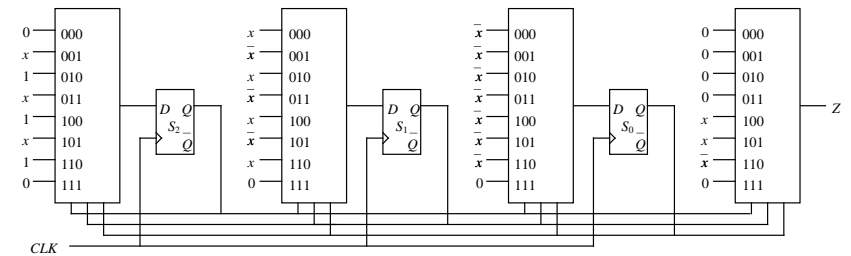 0 000 x 000 x̅ 000 0 000
x 001 x̅ 001 x̅ 001 0 001
1 010 x 010 x̅ 010 0 010
x 011 D Q x̅ 011 D Q x̅ 011 D Q 0 011 Z
1 100 S₂ x 100 S₁ x̅ 100 S₀ x 100
x 101 Q̅ x̅ 101 Q̅ x̅ 101 Q̅ x 101
1 110 x 110 x̅ 110 x̅ 110
0 111 0 111 0 111 0 111
CLK